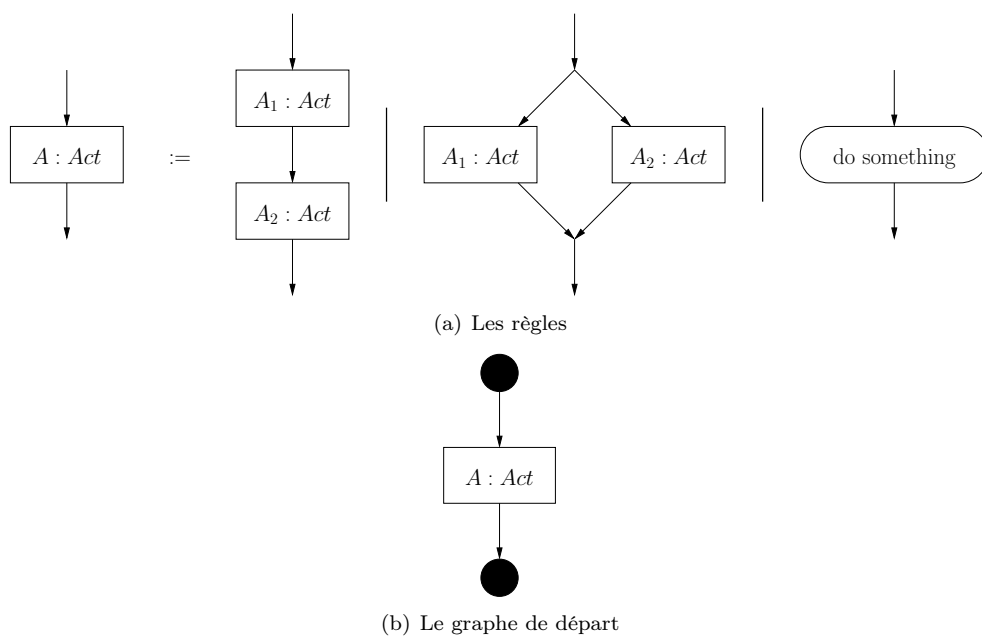 A : Act
:=
A₁ : Act
A₂ : Act
A₁ : Act
A₂ : Act
do something
(a) Les règles
A : Act
(b) Le graphe de départ